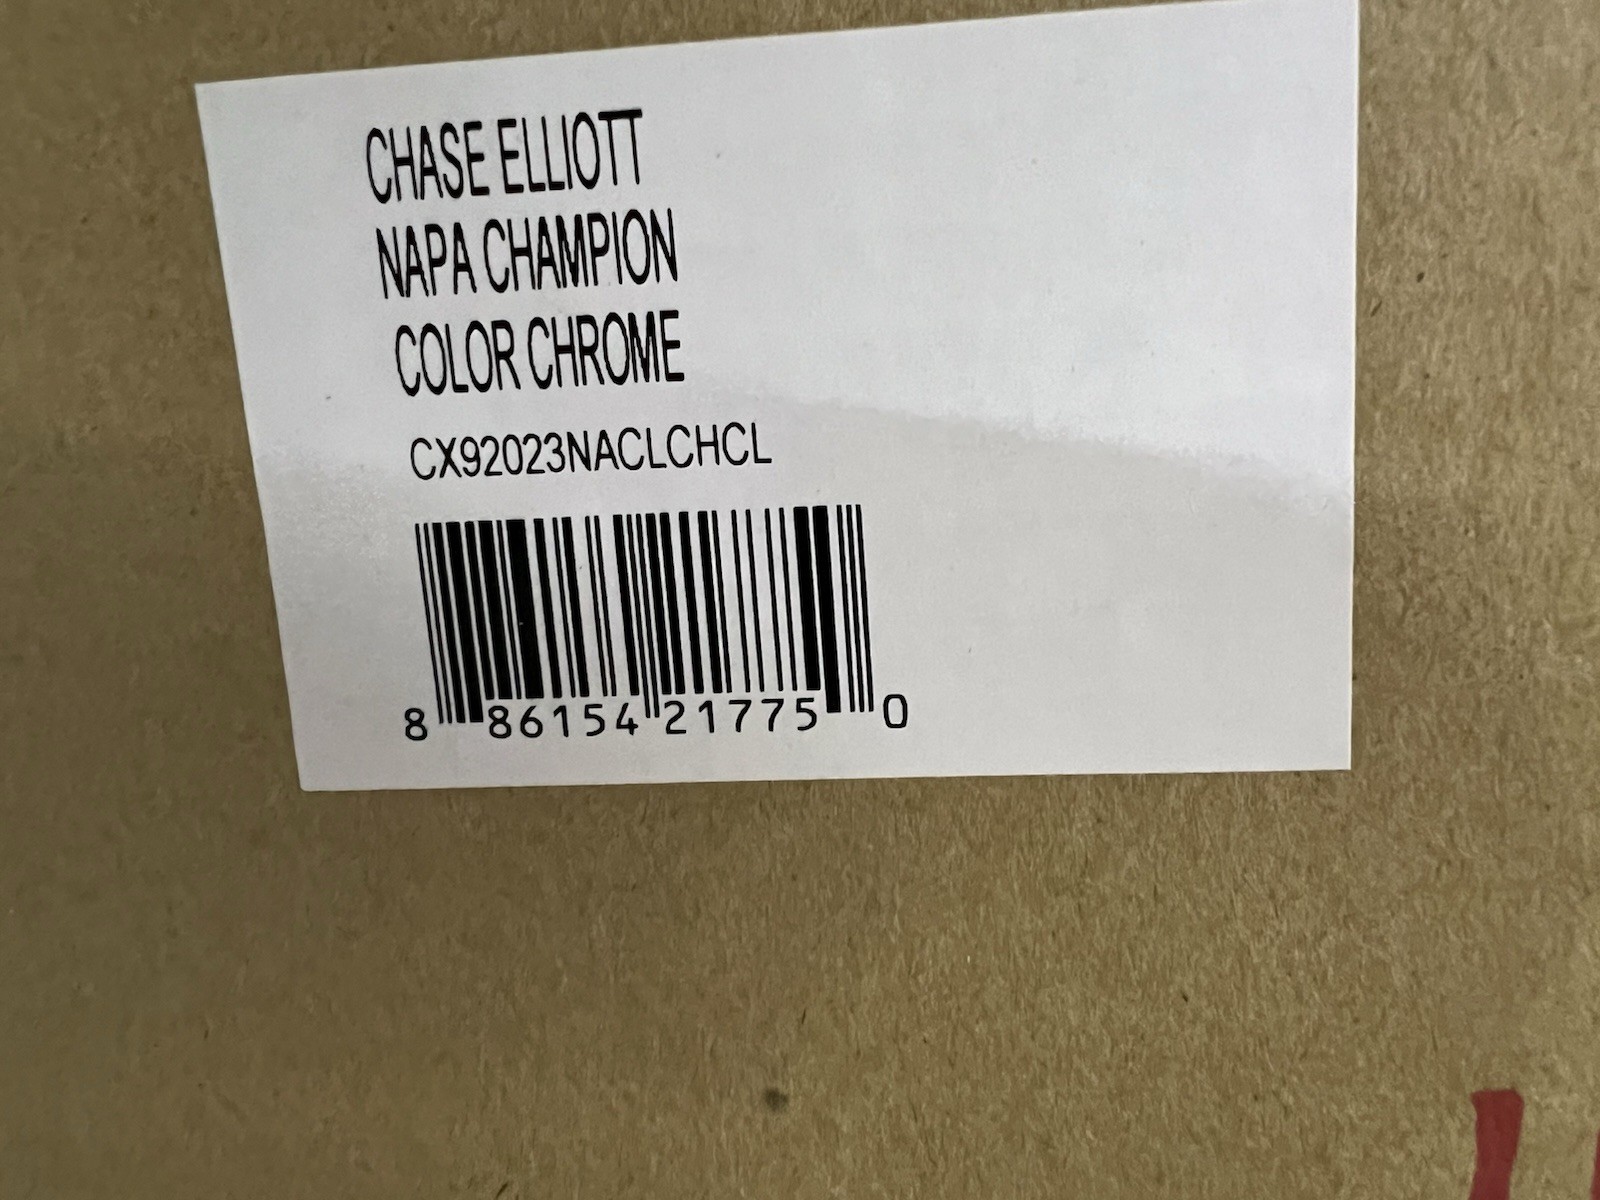 CHASE ELLIOTT
NAPA CHAMPION
COLOR CHROME
CX92023NACLCHCL
8 86154 21775 0